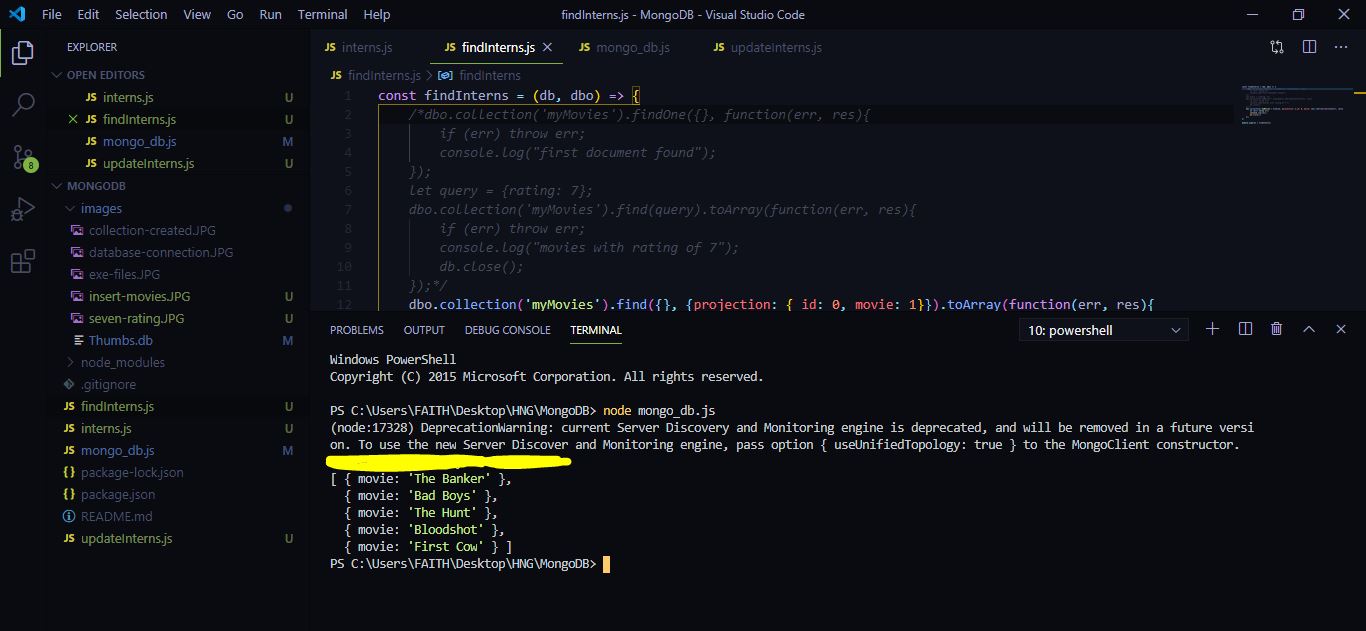 File Edit Selection View Go Run Terminal Help findInterns.js - MongoDB - Visual Studio Code
EXPLORER
OPEN EDITORS
JS interns.js U
JS findInterns.js U
JS mongo_db.js M
JS updateInterns.js U
8
MONGODB
images
collection-created.JPG
database-connection.JPG
exe-files.JPG
insert-movies.JPG U
seven-rating.JPG U
Thumbs.db M
node_modules
.gitignore
JS findInterns.js U
JS interns.js U
JS mongo_db.js M
{} package-lock.json
{} package.json
README.md
JS updateInterns.js U
JS interns.js JS findInterns.js JS mongo_db.js JS updateInterns.js
JS findInterns.js > findInterns
1 const findInterns = (db, dbo) => {
2 /*dbo.collection('myMovies').findOne({}, function(err, res){
3 if (err) throw err;
4 console.log("first document found");
5 });
6 let query = {rating: 7};
7 dbo.collection('myMovies').find(query).toArray(function(err, res){
8 if (err) throw err;
9 console.log("movies with rating of 7");
10 db.close();
11 });*/
12 dbo.collection('myMovies').find({}, {projection: { id: 0, movie: 1}}).toArray(function(err, res){
PROBLEMS OUTPUT DEBUG CONSOLE TERMINAL 10: powershell
Windows PowerShell
Copyright (C) 2015 Microsoft Corporation. All rights reserved.
PS C:\Users\FAITH\Desktop\HNG\MongoDB> node mongo_db.js
(node:17328) DeprecationWarning: current Server Discovery and Monitoring engine is deprecated, and will be removed in a future versi
on. To use the new Server Discover and Monitoring engine, pass option { useUnifiedTopology: true } to the MongoClient constructor.
[ { movie: 'The Banker' },
{ movie: 'Bad Boys' },
{ movie: 'The Hunt' },
{ movie: 'Bloodshot' },
{ movie: 'First Cow' } ]
PS C:\Users\FAITH\Desktop\HNG\MongoDB>